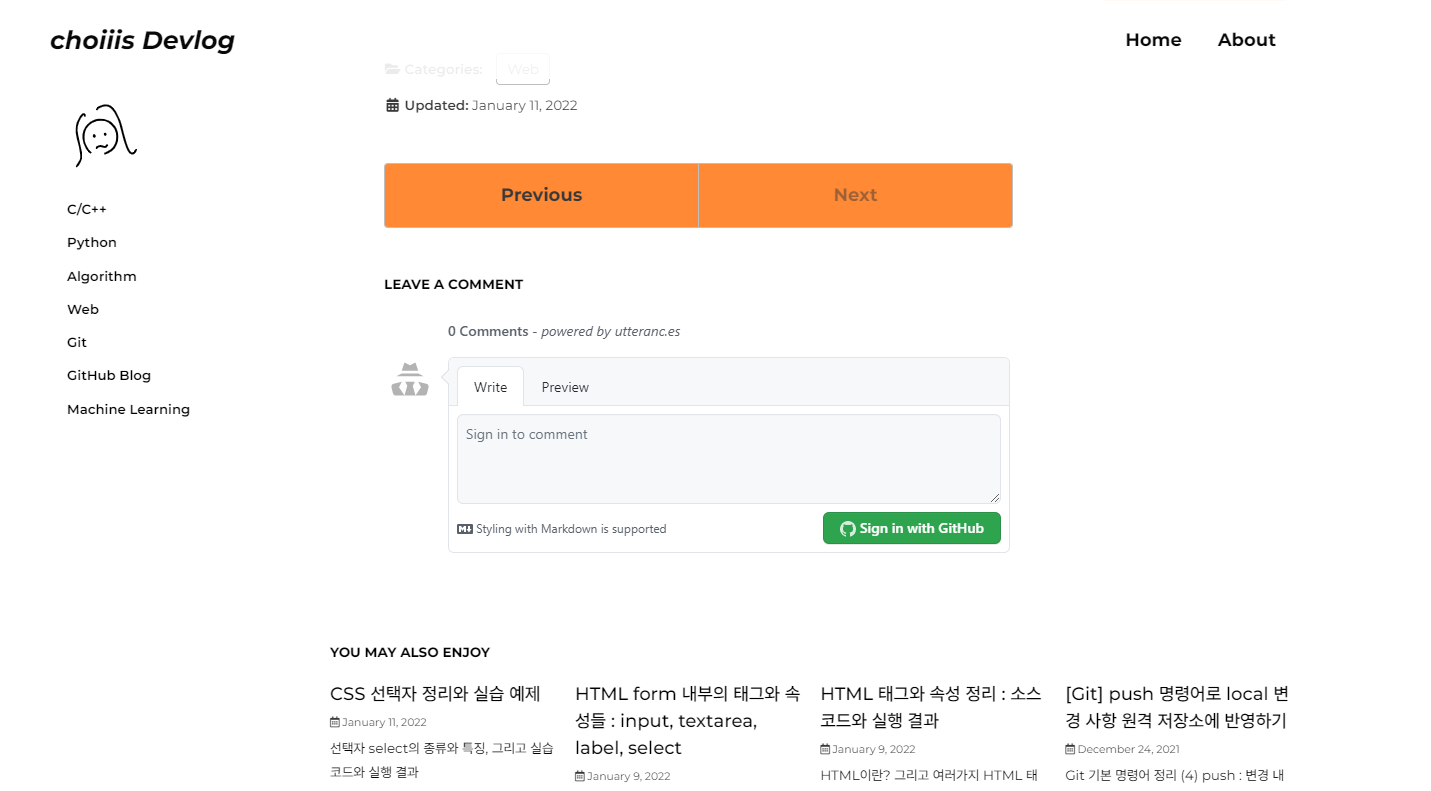 choiiis Devlog
Home
About
Categories:
Web
Updated: January 11, 2022
C/C++
Python
Algorithm
Web
Git
GitHub Blog
Machine Learning
Previous
Next
LEAVE A COMMENT
0 Comments - powered by utteranc.es
Write
Preview
Sign in to comment
Styling with Markdown is supported
Sign in with GitHub
YOU MAY ALSO ENJOY
CSS 선택자 정리와 실습 예제
January 11, 2022
선택자 select의 종류와 특징, 그리고 실습
코드와 실행 결과
HTML form 내부의 태그와 속
성들 : input, textarea,
label, select
January 9, 2022
HTML 태그와 속성 정리 : 소스
코드와 실행 결과
January 9, 2022
HTML이란? 그리고 여러가지 HTML 태
[Git] push 명령어로 local 변
경 사항 원격 저장소에 반영하기
December 24, 2021
Git 기본 명령어 정리 (4) push : 변경 내